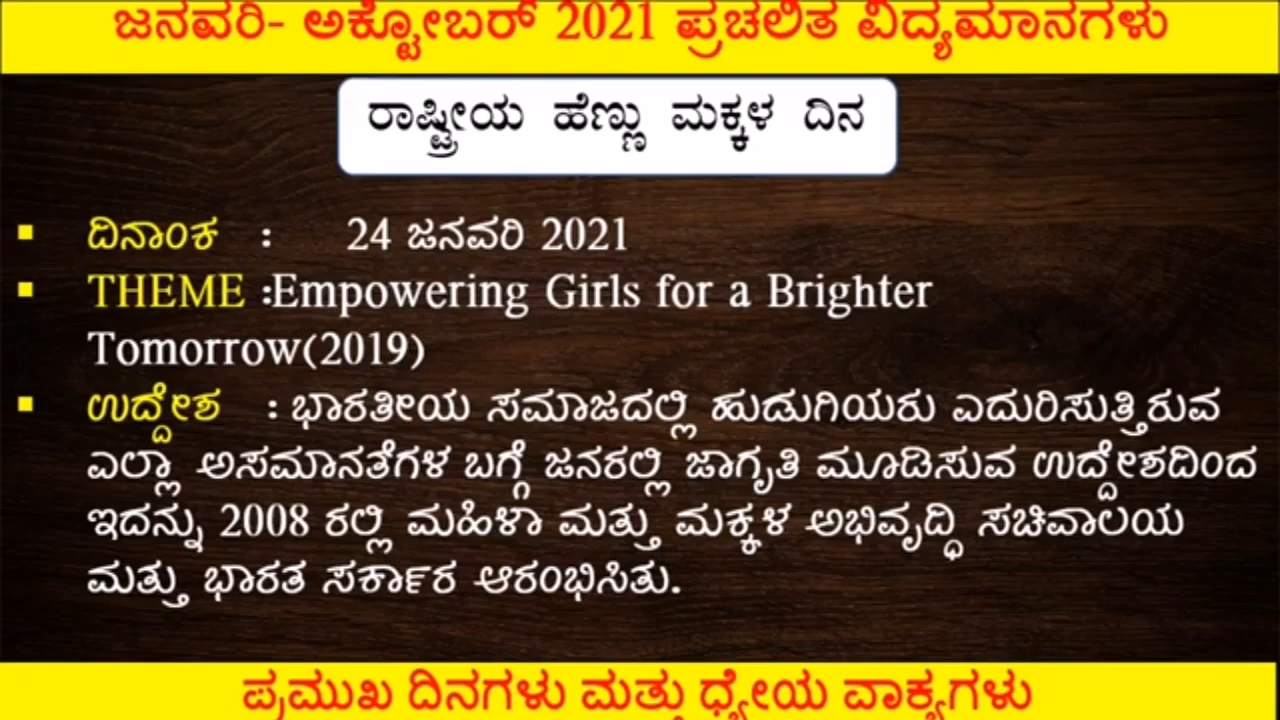 ಜನವರಿ- ಅಕ್ಟೋಬರ್ 2021 ಪ್ರಚಲಿತ ವಿದ್ಯಮಾನಗಳು
ರಾಷ್ಟ್ರೀಯ ಹೆಣ್ಣು ಮಕ್ಕಳ ದಿನ
▪ ದಿನಾಂಕ : 24 ಜನವರಿ 2021
▪ THEME :Empowering Girls for a Brighter
Tomorrow(2019)
▪ ಉದ್ದೇಶ : ಭಾರತೀಯ ಸಮಾಜದಲ್ಲಿ ಹುಡುಗಿಯರು ಎದುರಿಸುತ್ತಿರುವ
ಎಲ್ಲಾ ಅಸಮಾನತೆಗಳ ಬಗ್ಗೆ ಜನರಲ್ಲಿ ಜಾಗೃತಿ ಮೂಡಿಸುವ ಉದ್ದೇಶದಿಂದ
ಇದನ್ನು 2008 ರಲ್ಲಿ ಮಹಿಳಾ ಮತ್ತು ಮಕ್ಕಳ ಅಭಿವೃದ್ಧಿ ಸಚಿವಾಲಯ
ಮತ್ತು ಭಾರತ ಸರ್ಕಾರ ಆರಂಭಿಸಿತು.
ಪ್ರಮುಖ ದಿನಗಳು ಮತ್ತು ಧ್ಯೇಯ ವಾಕ್ಯಗಳು